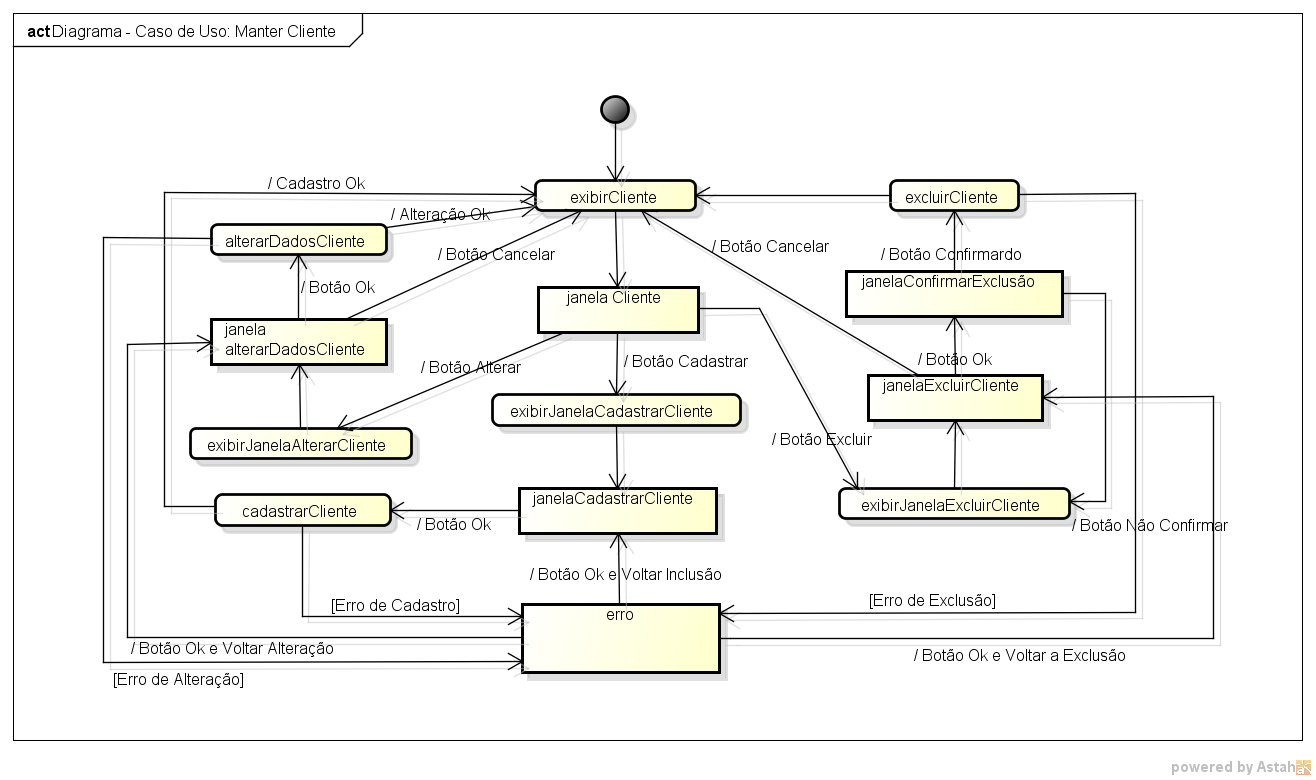 act Diagrama - Caso de Uso: Manter Cliente
/ Cadastro Ok
exibirCliente
excluirCliente
/ Alteração Ok
alterarDadosCliente
/ Botão Cancelar
/ Botão Cancelar
/ Botão Confirmardo
/ Botão Ok
janela Cliente
janelaConfirmarExclusão
janela
alterarDadosCliente
/ Botão Alterar
/ Botão Cadastrar
/ Botão Ok
janelaExcluirCliente
exibirJanelaCadastrarCliente
exibirJanelaAlterarCliente
/ Botão Excluir
cadastrarCliente
janelaCadastrarCliente
exibirJanelaExcluirCliente
/ Botão Ok
/ Botão Não Confirmar
/ Botão Ok e Voltar Inclusão
[Erro de Cadastro]
erro
[Erro de Exclusão]
/ Botão Ok e Voltar Alteração
/ Botão Ok e Voltar a Exclusão
[Erro de Alteração]
powered by Astah